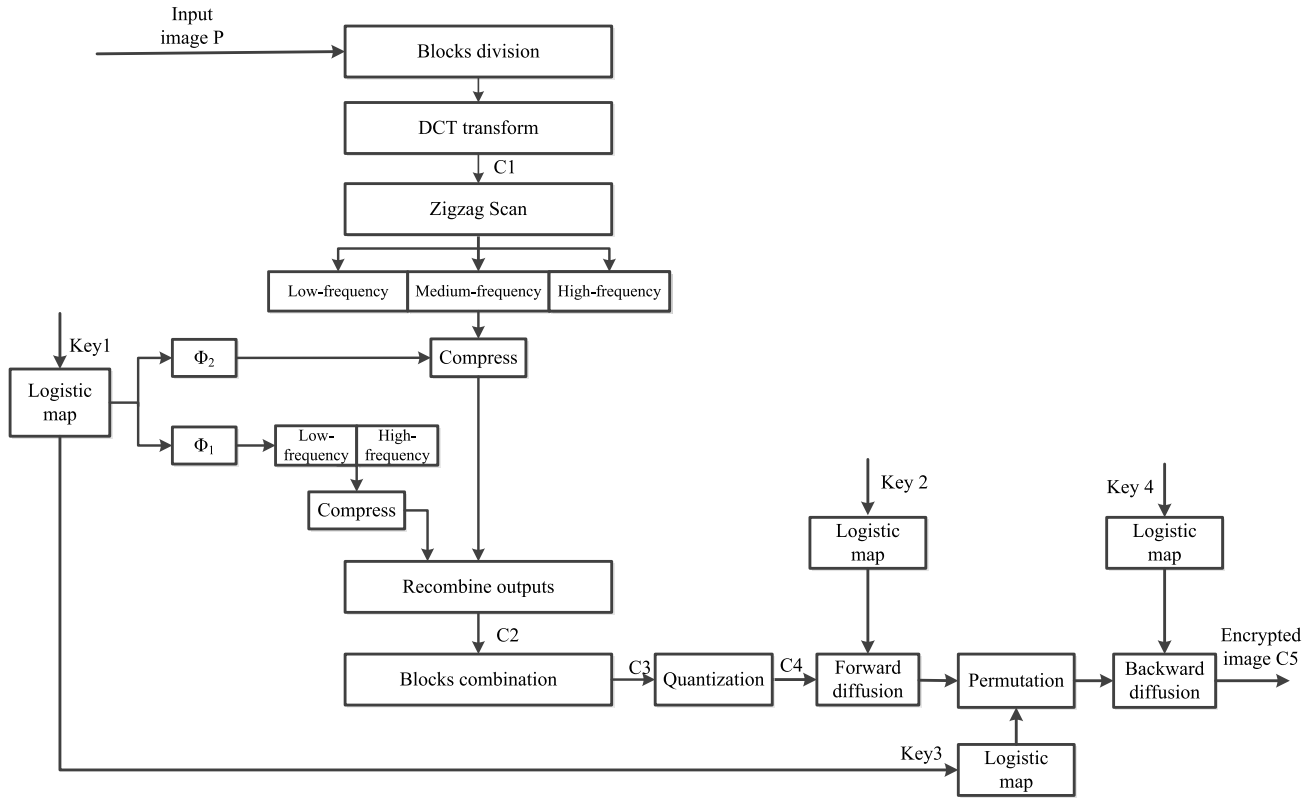 Input
image P
Blocks division
DCT transform
C1
Zigzag Scan
Low-frequency
Medium-frequency
High-frequency
Key1
Φ2
Compress
Logistic
map
Φ1
Low-
frequency
High-
frequency
Compress
Key 2
Key 4
Logistic
map
Logistic
map
Recombine outputs
C2
Blocks combination
C3
Quantization
C4
Forward
diffusion
Permutation
Backward
diffusion
Encrypted
image C5
Key3
Logistic
map